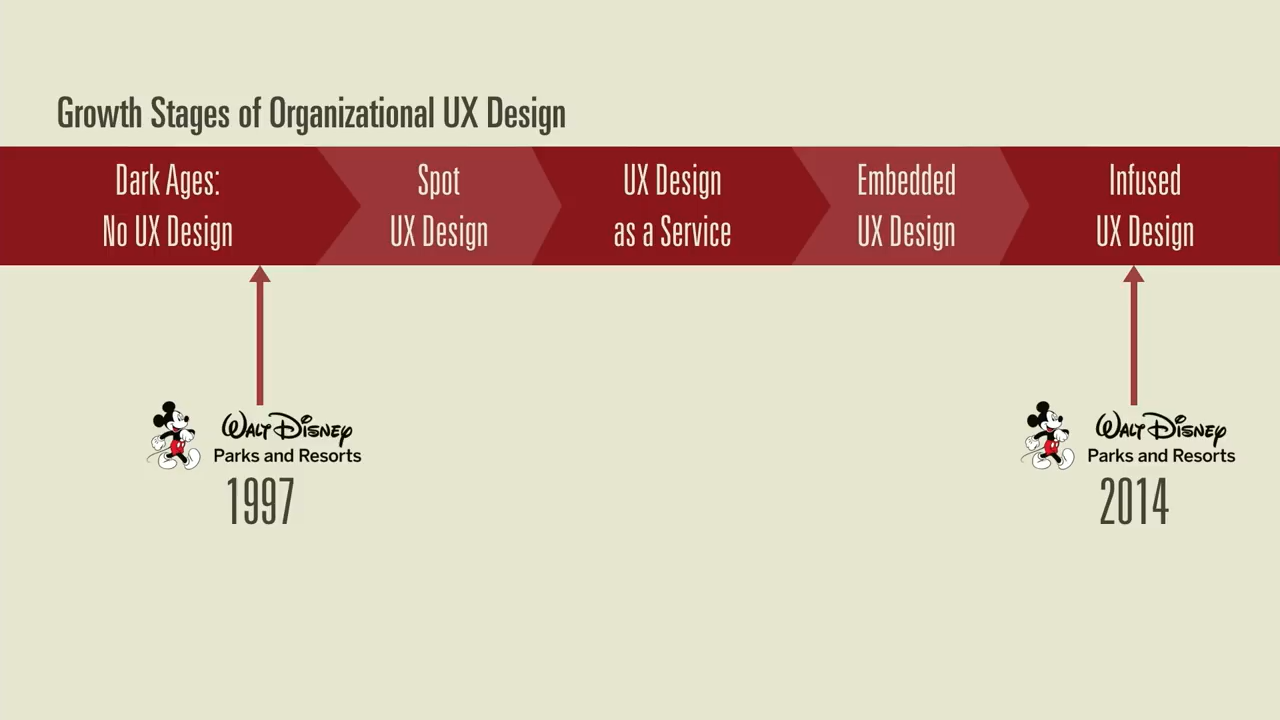 Growth Stages of Organizational UX Design
Dark Ages:
No UX Design
Spot
UX Design
UX Design
as a Service
Embedded
UX Design
Infused
UX Design
Walt Disney
Parks and Resorts
1997
Walt Disney
Parks and Resorts
2014